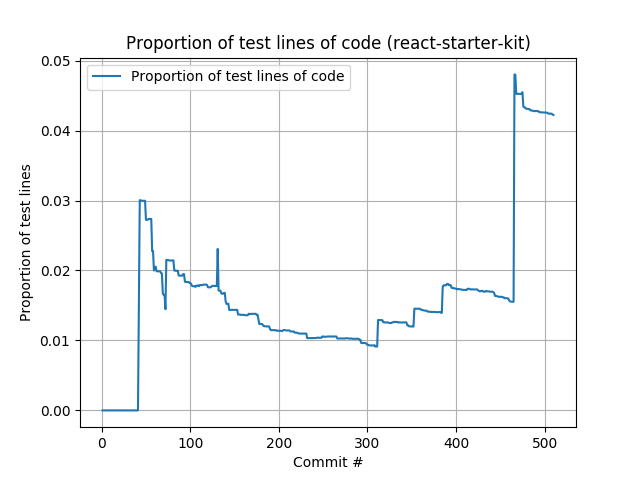 Proportion of test lines of code (react-starter-kit)
Proportion of test lines of code
Proportion of test lines
0.05
0.04
0.03
0.02
0.01
0.00
0 100 200 300 400 500
Commit #